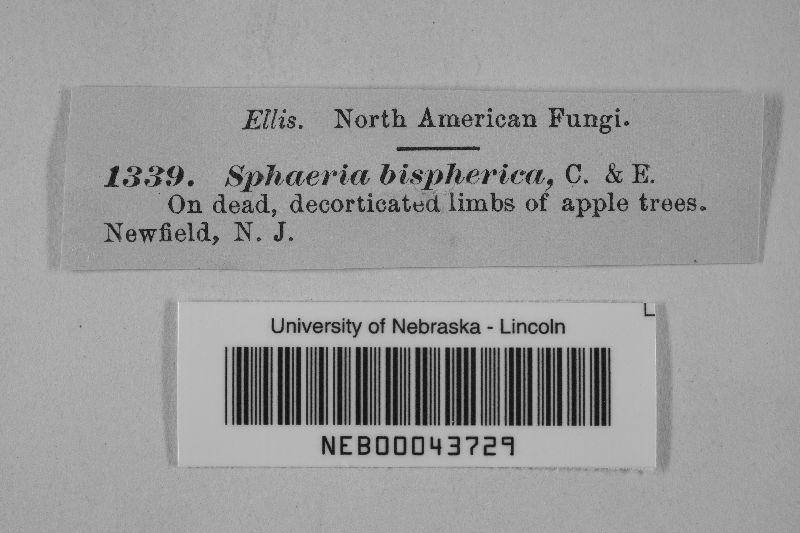 Ellis. North American Fungi.
1339. Sphaeria bispherica, C. & E.
On dead, decorticated limbs of apple trees.
Newfield, N. J.
University of Nebraska - Lincoln
NEB00043729